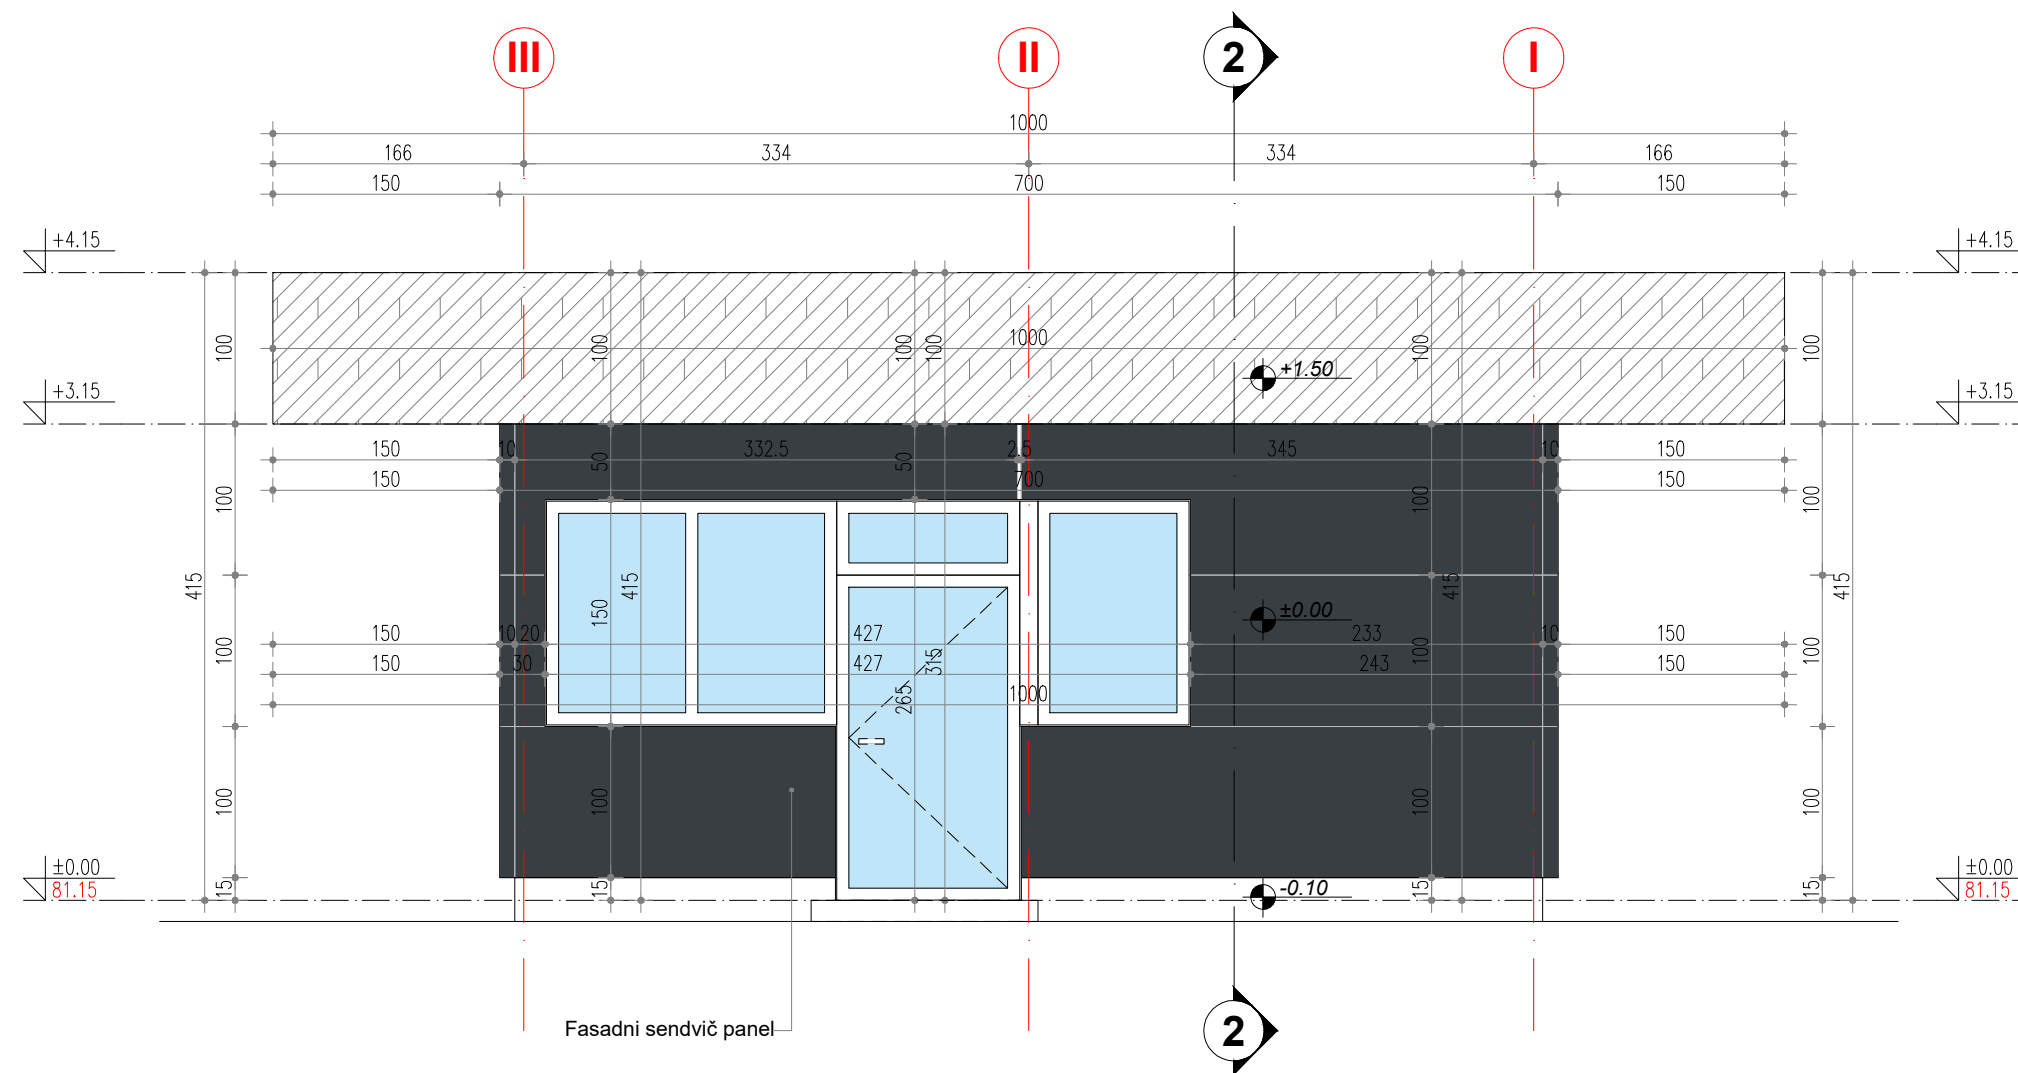 III II 2 I
1000
166 334 334 166
150 700 150
+4.15 +4.15
100 100 100 100 1000 100 100
+1.50
+3.15 +3.15
150 10 332.5 2.5 345 10 150
50 50
150 700 150
100 100 100
415 415 415 415
150 ±0.00
150 10 20 427 233 10 150
100 100 100
150 30 427 315 243 150
265 1000
100 100 100 100
±0.00 ±0.00
81.15 81.15
15 15 -0.10 15 15
Fasadni sendvič panel
2